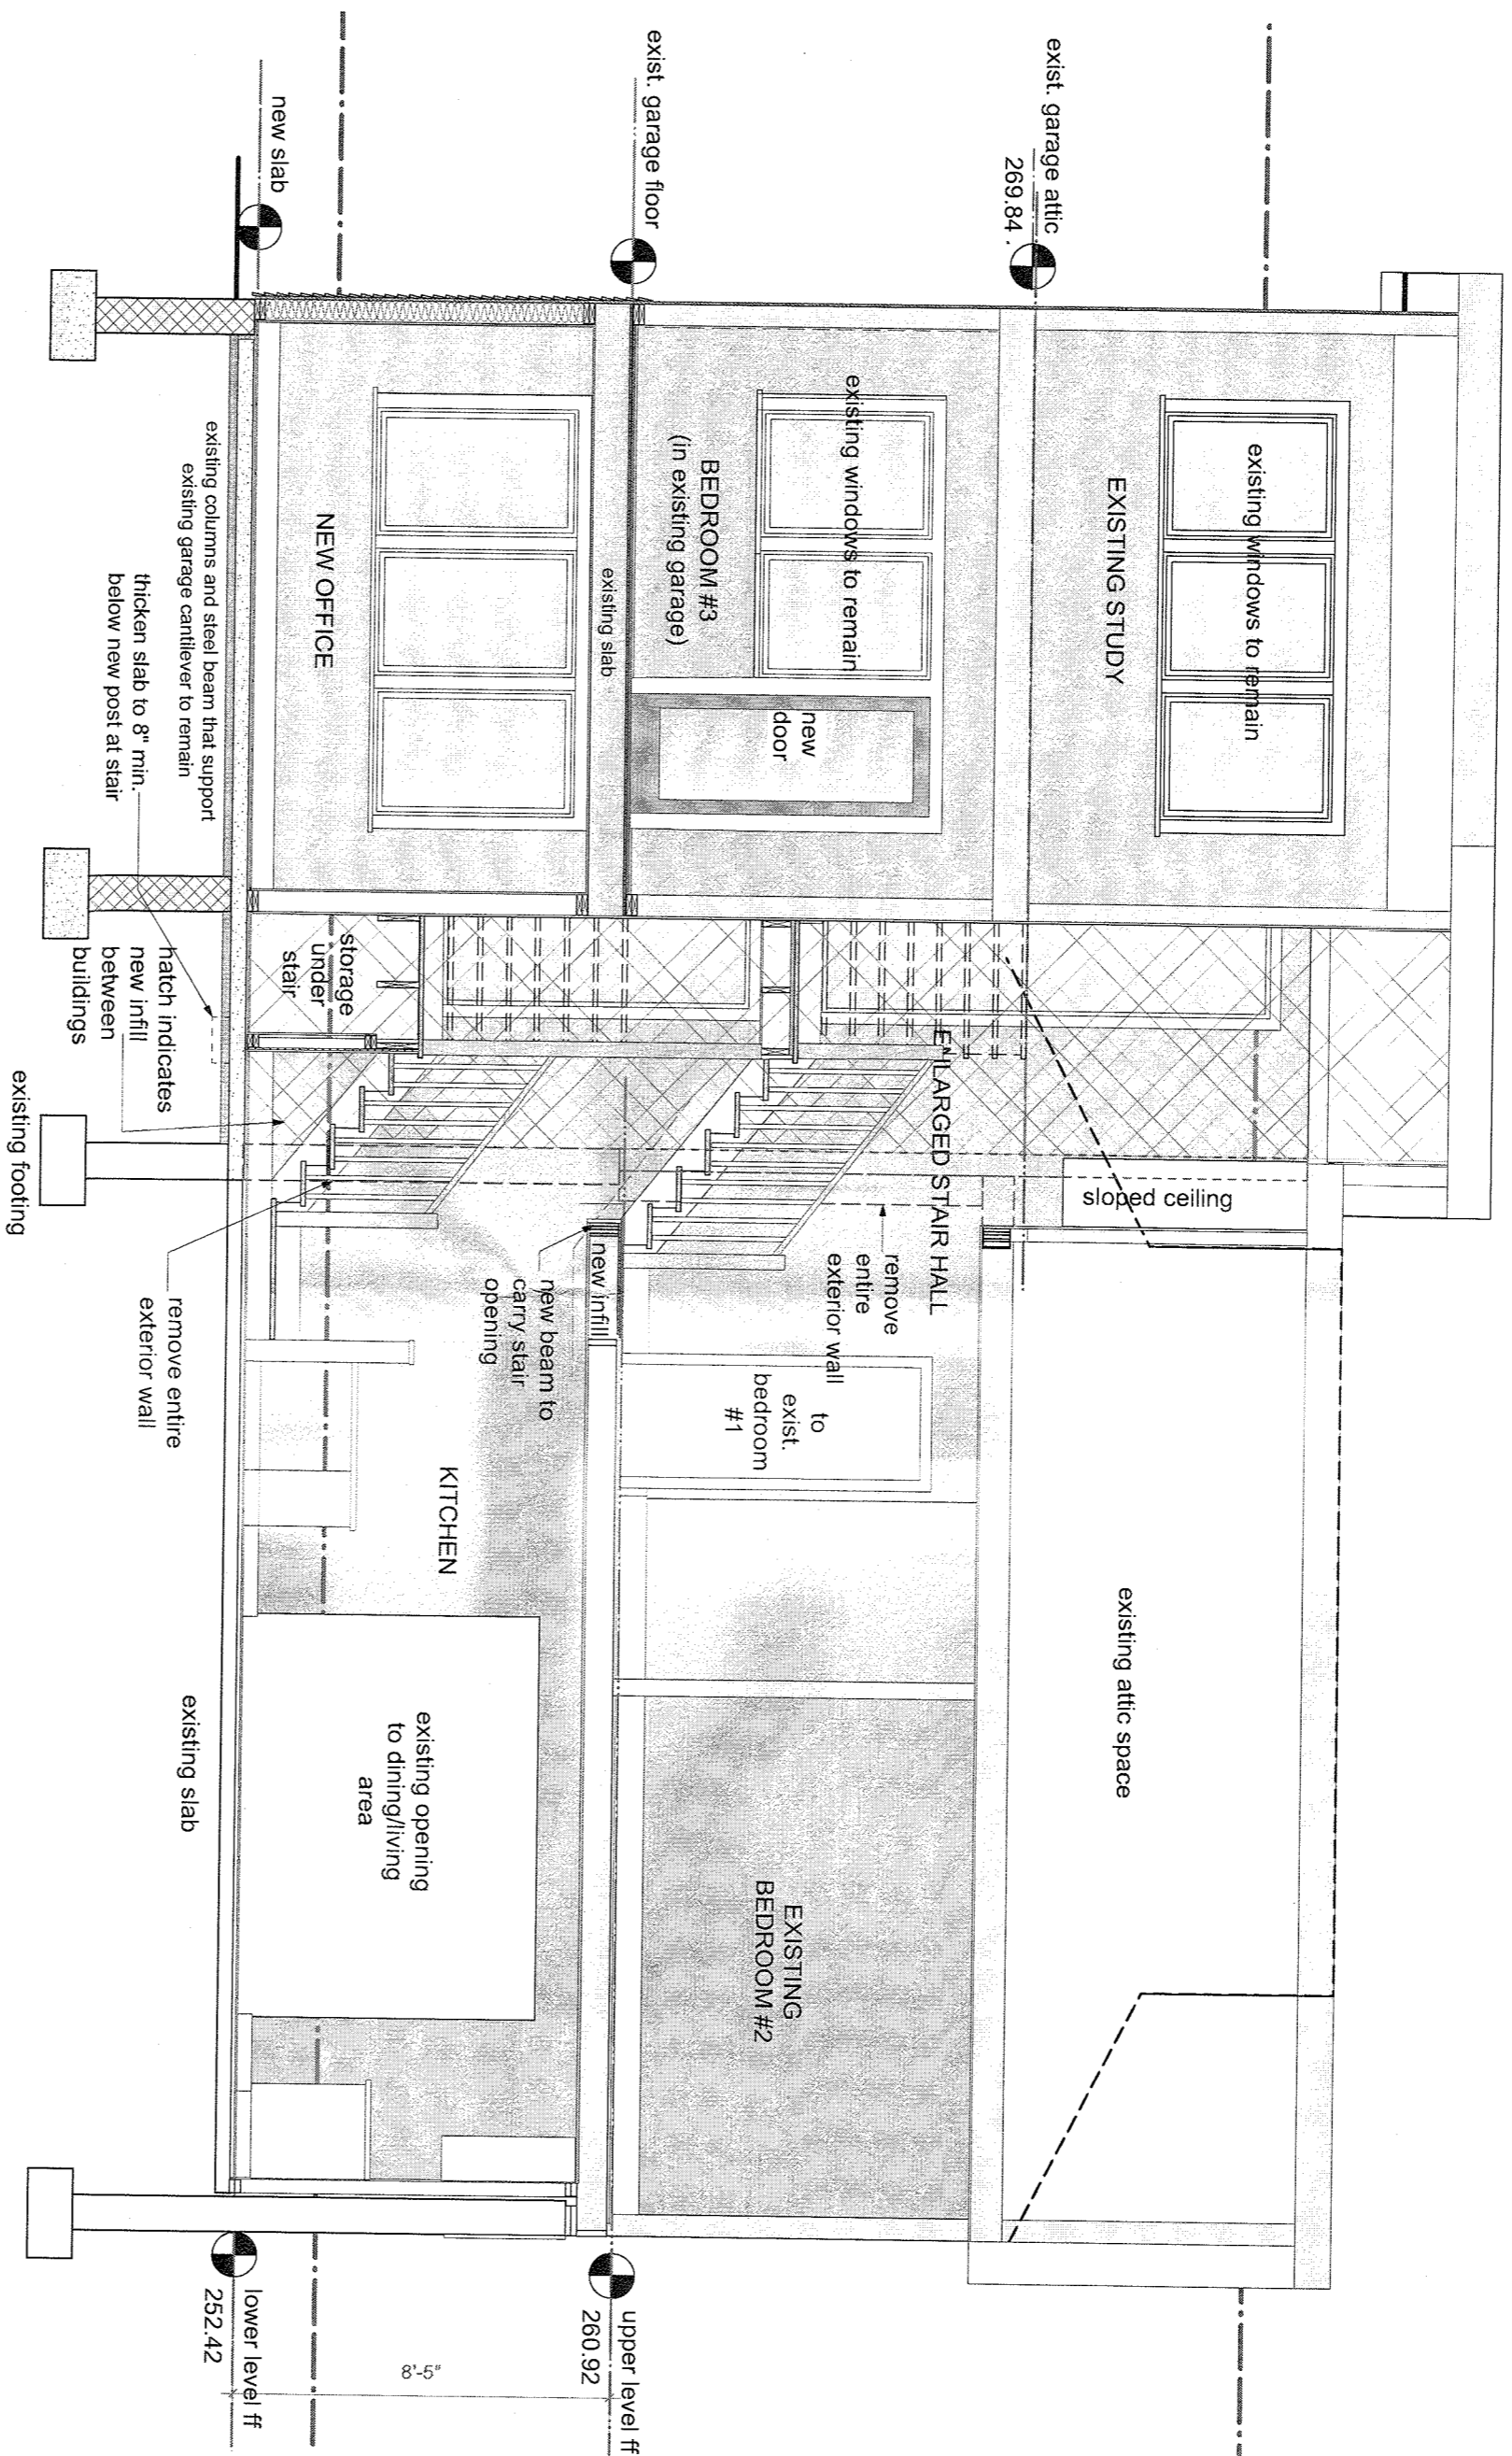 exist. garage attic
269.84
exist. garage floor
new slab
existing windows to remain
EXISTING STUDY
existing windows to remain
BEDROOM #3
(in existing garage)
new
door
existing slab
NEW OFFICE
existing columns and steel beam that support
existing garage cantilever to remain
thicken slab to 8" min.
below new post at stair
storage
under
stair
hatch indicates
new infill
between
buildings
existing footing
sloped ceiling
ENLARGED STAIR HALL
remove
entire
exterior wall
new infill
new beam to
carry stair
opening
remove entire
exterior wall
to
exist.
bedroom
#1
KITCHEN
existing attic space
EXISTING
BEDROOM #2
existing opening
to dining/living
area
existing slab
upper level ff
260.92
8'-5"
lower level ff
252.42